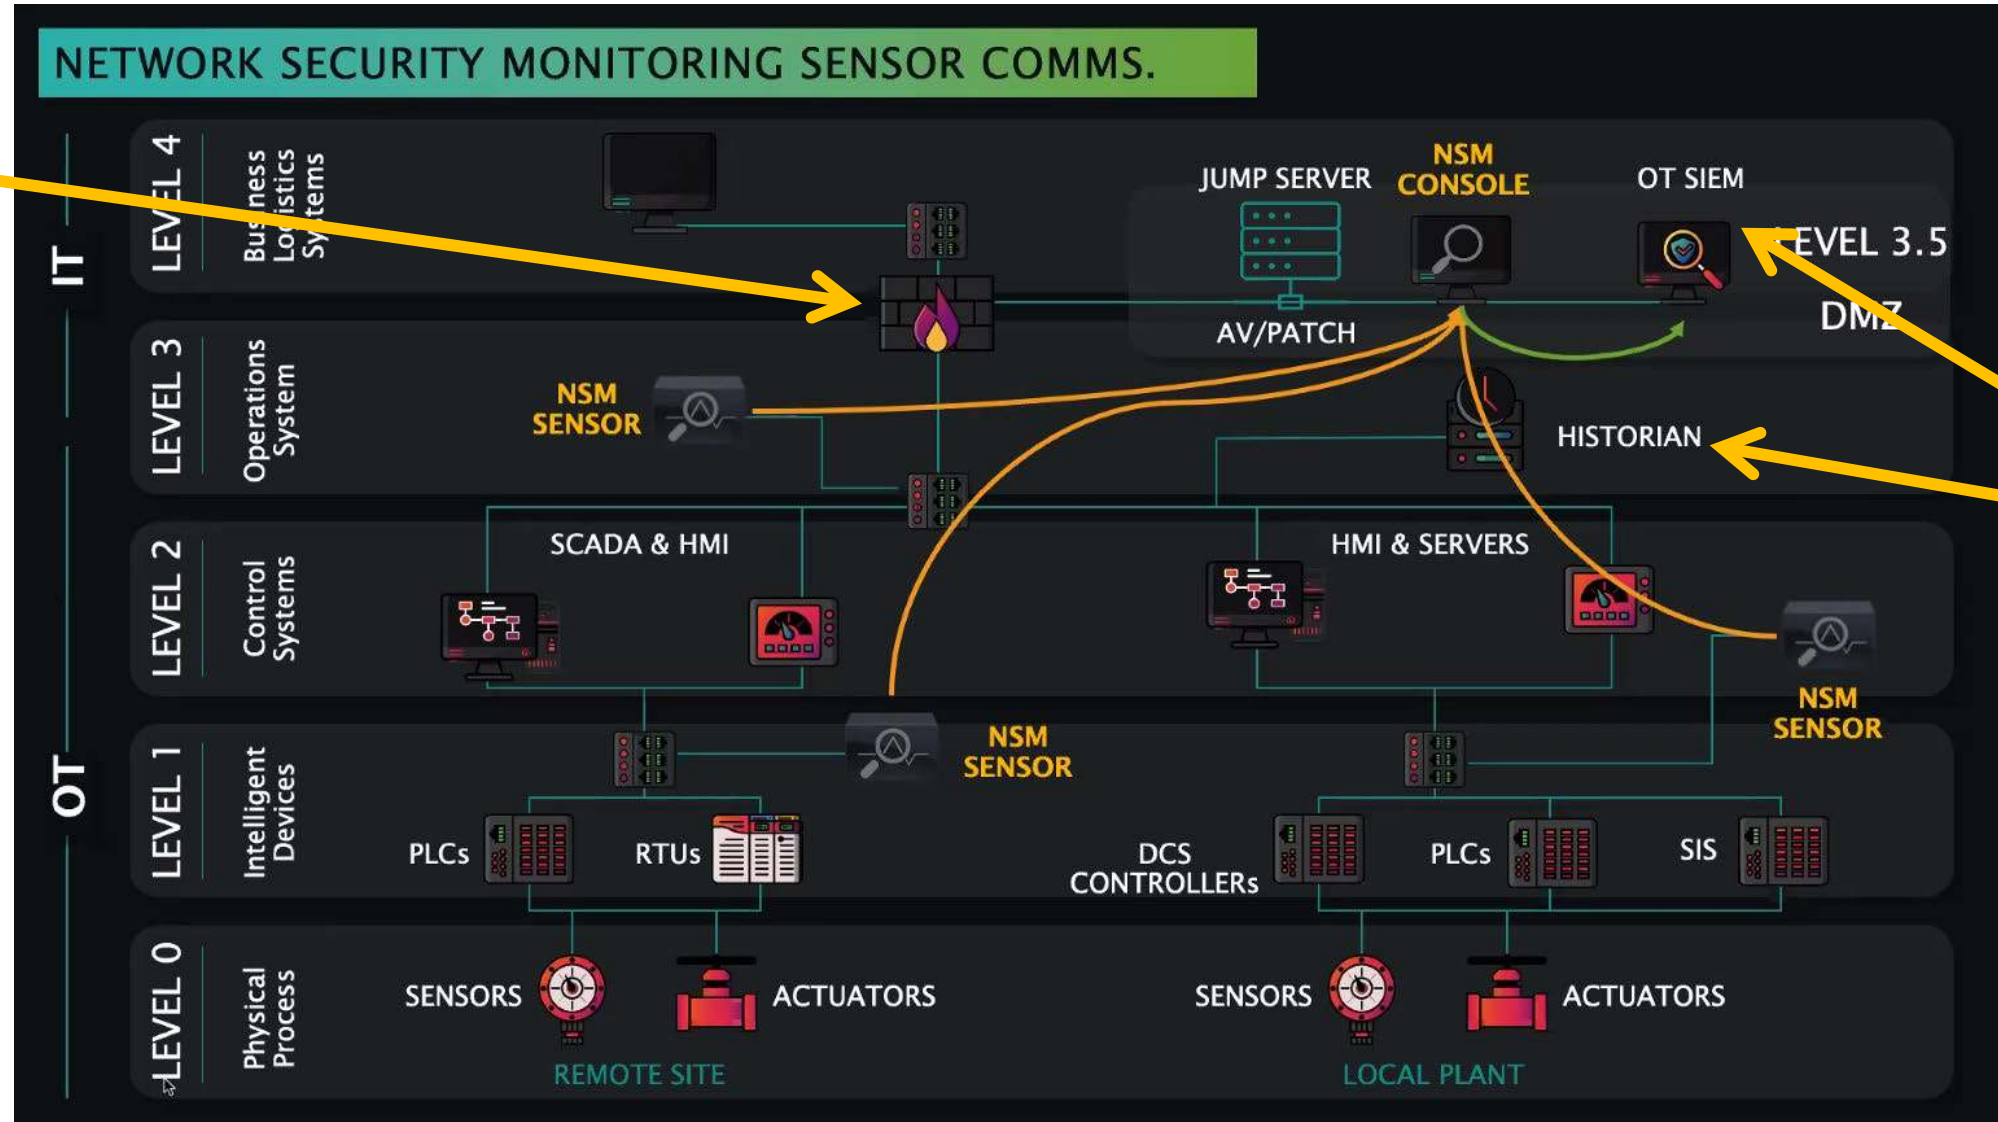 NETWORK SECURITY MONITORING SENSOR COMMS.
IT
LEVEL 4
Business
Logistics
Systems
JUMP SERVER
NSM
CONSOLE
OT SIEM
LEVEL 3.5
DMZ
AV/PATCH
LEVEL 3
Operations
System
NSM
SENSOR
HISTORIAN
OT
LEVEL 2
Control
Systems
SCADA & HMI
HMI & SERVERS
NSM
SENSOR
LEVEL 1
Intelligent
Devices
NSM
SENSOR
PLCs
RTUs
DCS
CONTROLLERs
PLCs
SIS
LEVEL 0
Physical
Process
SENSORS
ACTUATORS
SENSORS
ACTUATORS
REMOTE SITE
LOCAL PLANT